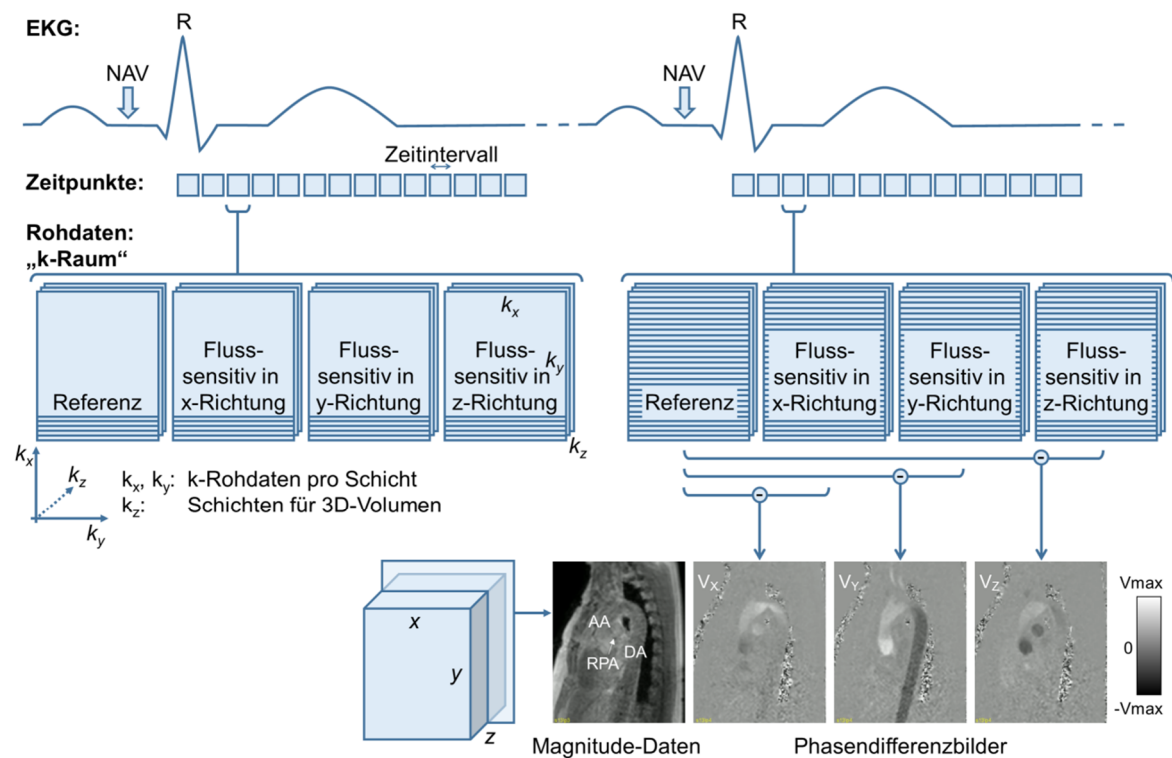 EKG:
R
R
NAV
NAV
Zeitintervall
Zeitpunkte:
Rohdaten:
„k-Raum“
Referenz
Fluss-
sensitiv in
x-Richtung
Fluss-
sensitiv in
y-Richtung
kx
ky
Fluss-
sensitiv in
z-Richtung
kz
Referenz
Fluss-
sensitiv in
x-Richtung
Fluss-
sensitiv in
y-Richtung
Fluss-
sensitiv in
z-Richtung
kx
kz
ky
kx, ky: k-Rohdaten pro Schicht
kz: Schichten für 3D-Volumen
-
-
-
x
y
z
AA
RPA
DA
VX
VY
VZ
Vmax
0
-Vmax
Magnitude-Daten
Phasendifferenzbilder